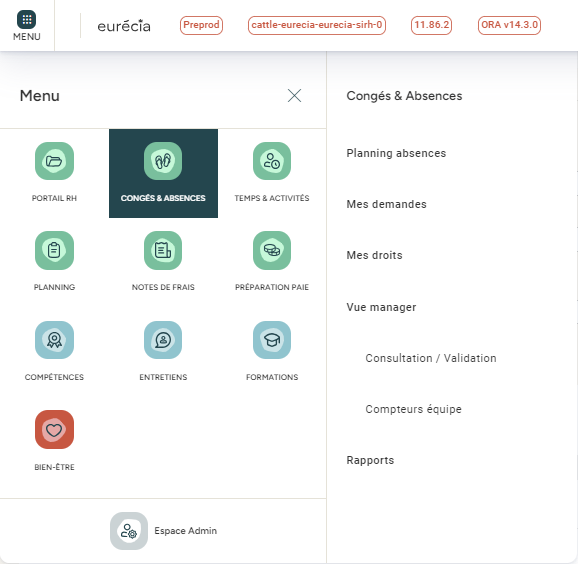 MENU
eurécia
Preprod
cattle-eurecia-eurecia-sirh-0
11.86.2
ORA v14.3.0
Menu
PORTAIL RH
CONGÉS & ABSENCES
TEMPS & ACTIVITÉS
PLANNING
NOTES DE FRAIS
PRÉPARATION PAIE
COMPÉTENCES
ENTRETIENS
FORMATIONS
BIEN-ÊTRE
Espace Admin
Congés & Absences
Planning absences
Mes demandes
Mes droits
Vue manager
Consultation / Validation
Compteurs équipe
Rapports